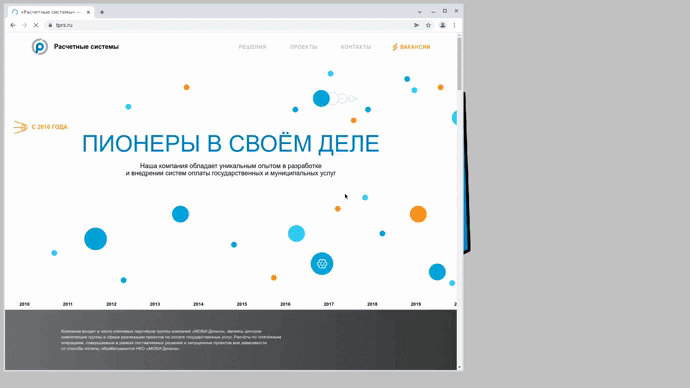 «Расчетные системы» –
tprs.ru
Расчетные системы
РЕШЕНИЯ
ПРОЕКТЫ
КОНТАКТЫ
ВАКАНСИИ
С 2010 ГОДА
ПИОНЕРЫ В СВОЁМ ДЕЛЕ
Наша компания обладает уникальным опытом в разработке
и внедрении систем оплаты государственных и муниципальных услуг
2010 2011 2012 2013 2014 2015 2016 2017 2018 2019 2
Компания входит в число ключевых партнёров группы компаний «МОБИ.Деньги», являясь центром
компетенции группы в сфере реализации проектов по оплате государственных услуг. Расчёты по платёжным
операциям, совершаемым в рамках поставляемых решений и запущенных проектов вне зависимости
от способа оплаты, обрабатываются НКО «МОБИ.Деньги».